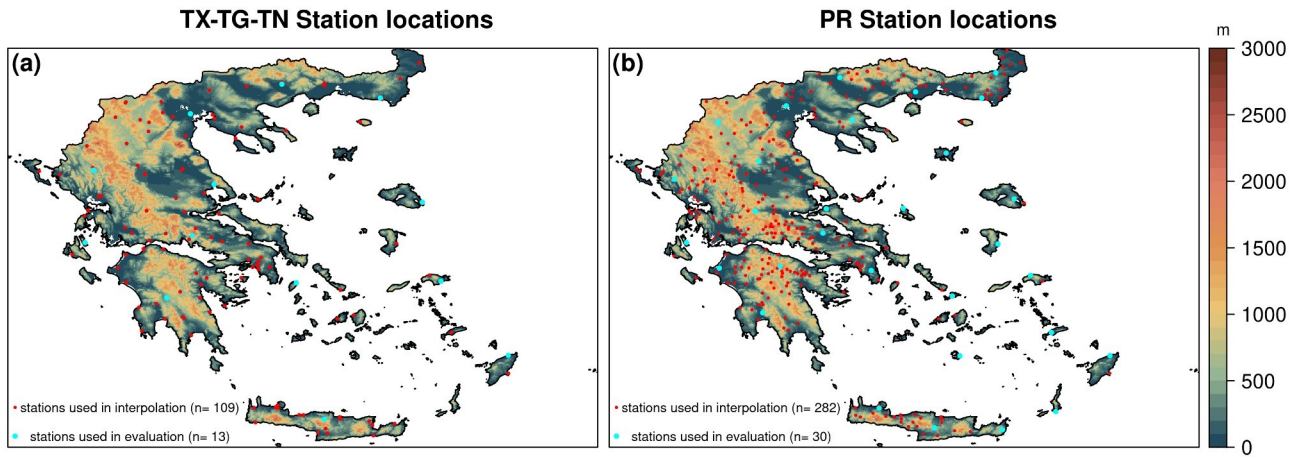 TX-TG-TN Station locations
PR Station locations
m
(a)
(b)
3000
2500
2000
1500
1000
500
0
stations used in interpolation (n= 109)
stations used in evaluation (n= 13)
stations used in interpolation (n= 282)
stations used in evaluation (n= 30)